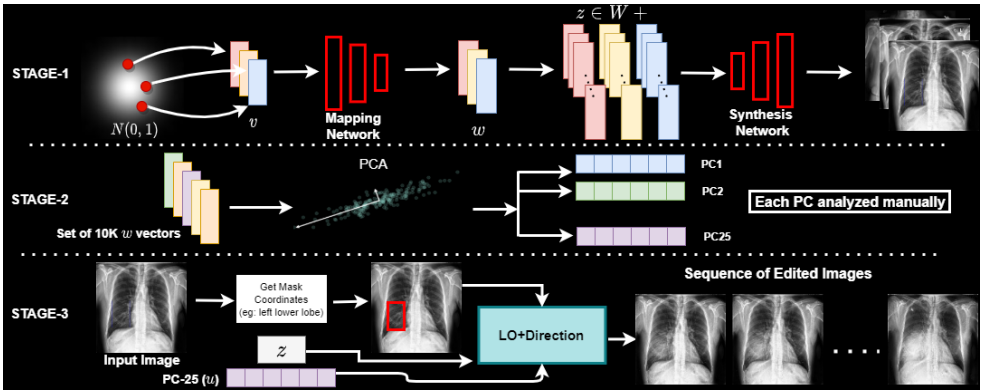 z ∈ W +
STAGE-1
N(0, 1)
v
Mapping
Network
w
Synthesis
Network
PCA
STAGE-2
Set of 10K w vectors
PC1
PC2
PC25
Each PC analyzed manually
Sequence of Edited Images
STAGE-3
Get Mask
Coordinates
(eg: left lower lobe)
LO+Direction
Input Image
z
PC-25 (u)